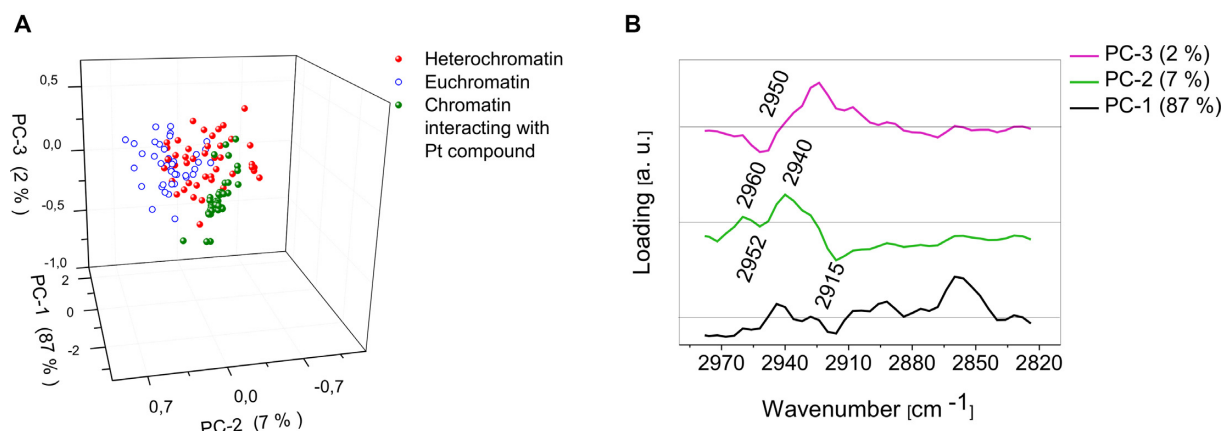 A
0,5
0,0
-0,5
-1,0
PC-3 (2 %)
2
0
-2
PC-1 (87 %)
0,7
0,0
-0,7
PC-2 (7 %)
Heterochromatin
Euchromatin
Chromatin
interacting with
Pt compound
B
PC-3 (2 %)
PC-2 (7 %)
PC-1 (87 %)
2950
2960
2940
2952
2915
Loading [a. u.]
2970 2940 2910 2880 2850 2820
Wavenumber [cm -1]